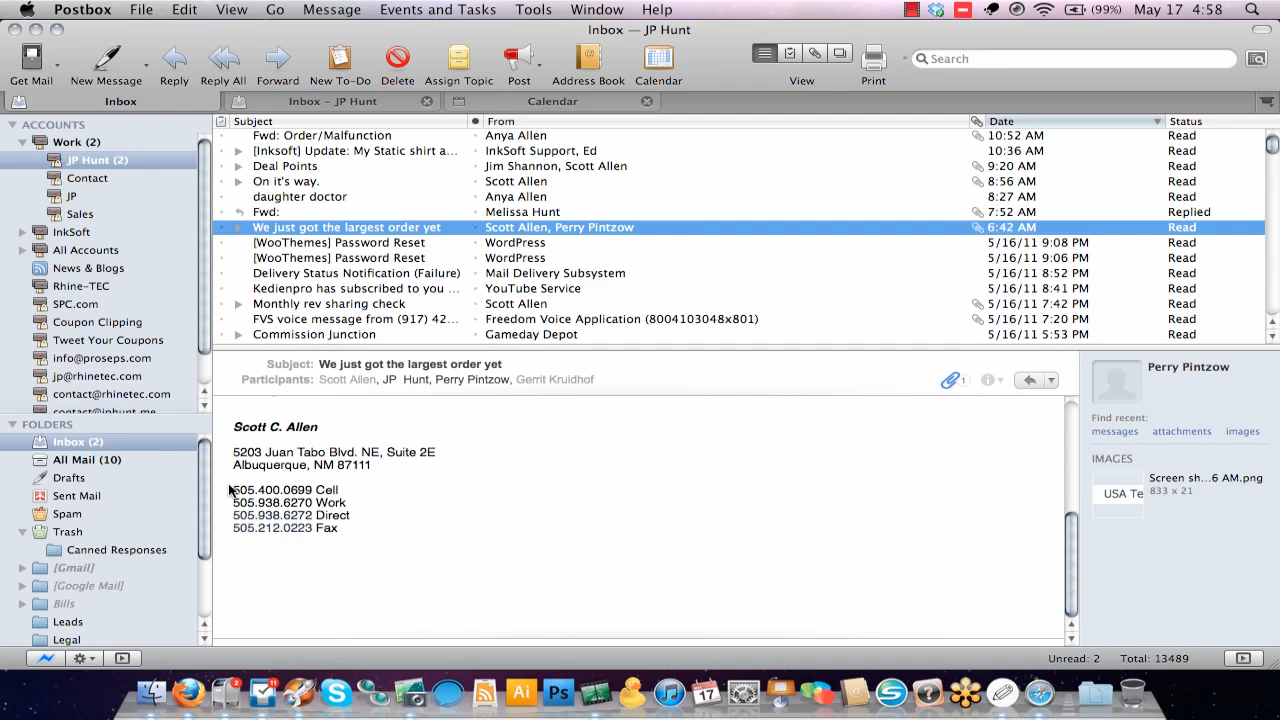 Postbox File Edit View Go Message Events and Tasks Tools Window Help (99%) May 17 4:58
Inbox — JP Hunt
Get Mail New Message Reply Reply All Forward New To-Do Delete Assign Topic Post Address Book Calendar View Print Search
Inbox Inbox – JP Hunt Calendar
ACCOUNTS
Work (2)
JP Hunt (2)
Contact
JP
Sales
InkSoft
All Accounts
News & Blogs
Rhine-TEC
SPC.com
Coupon Clipping
Tweet Your Coupons
info@proseps.com
jp@rhinetec.com
contact@rhinetec.com
contact@jphunt.me
FOLDERS
Inbox (2)
All Mail (10)
Drafts
Sent Mail
Spam
Trash
Canned Responses
[Gmail]
[Google Mail]
Bills
Leads
Legal
Subject From Date Status
Fwd: Order/Malfunction Anya Allen 10:52 AM Read
[Inksoft] Update: My Static shirt a... InkSoft Support, Ed 10:36 AM Read
Deal Points Jim Shannon, Scott Allen 9:20 AM Read
On it's way. Scott Allen 8:56 AM Read
daughter doctor Anya Allen 8:27 AM Read
Fwd: Melissa Hunt 7:52 AM Replied
We just got the largest order yet Scott Allen, Perry Pintzow 6:42 AM Read
[WooThemes] Password Reset WordPress 5/16/11 9:08 PM Read
[WooThemes] Password Reset WordPress 5/16/11 9:06 PM Read
Delivery Status Notification (Failure) Mail Delivery Subsystem 5/16/11 8:52 PM Read
Kedienpro has subscribed to you ... YouTube Service 5/16/11 8:41 PM Read
Monthly rev sharing check Scott Allen 5/16/11 7:42 PM Read
FVS voice message from (917) 42... Freedom Voice Application (8004103048x801) 5/16/11 7:20 PM Read
Commission Junction Gameday Depot 5/16/11 5:53 PM Read
Subject: We just got the largest order yet
Participants: Scott Allen, JP Hunt, Perry Pintzow, Gerrit Kruidhof
1
Scott C. Allen
5203 Juan Tabo Blvd. NE, Suite 2E
Albuquerque, NM 87111
505.400.0699 Cell
505.938.6270 Work
505.938.6272 Direct
505.212.0223 Fax
Perry Pintzow
Find recent:
messages attachments images
IMAGES
Screen sh...6 AM.png
833 x 21
USA Te
Unread: 2 Total: 13489
2 11 Ai Ps 17